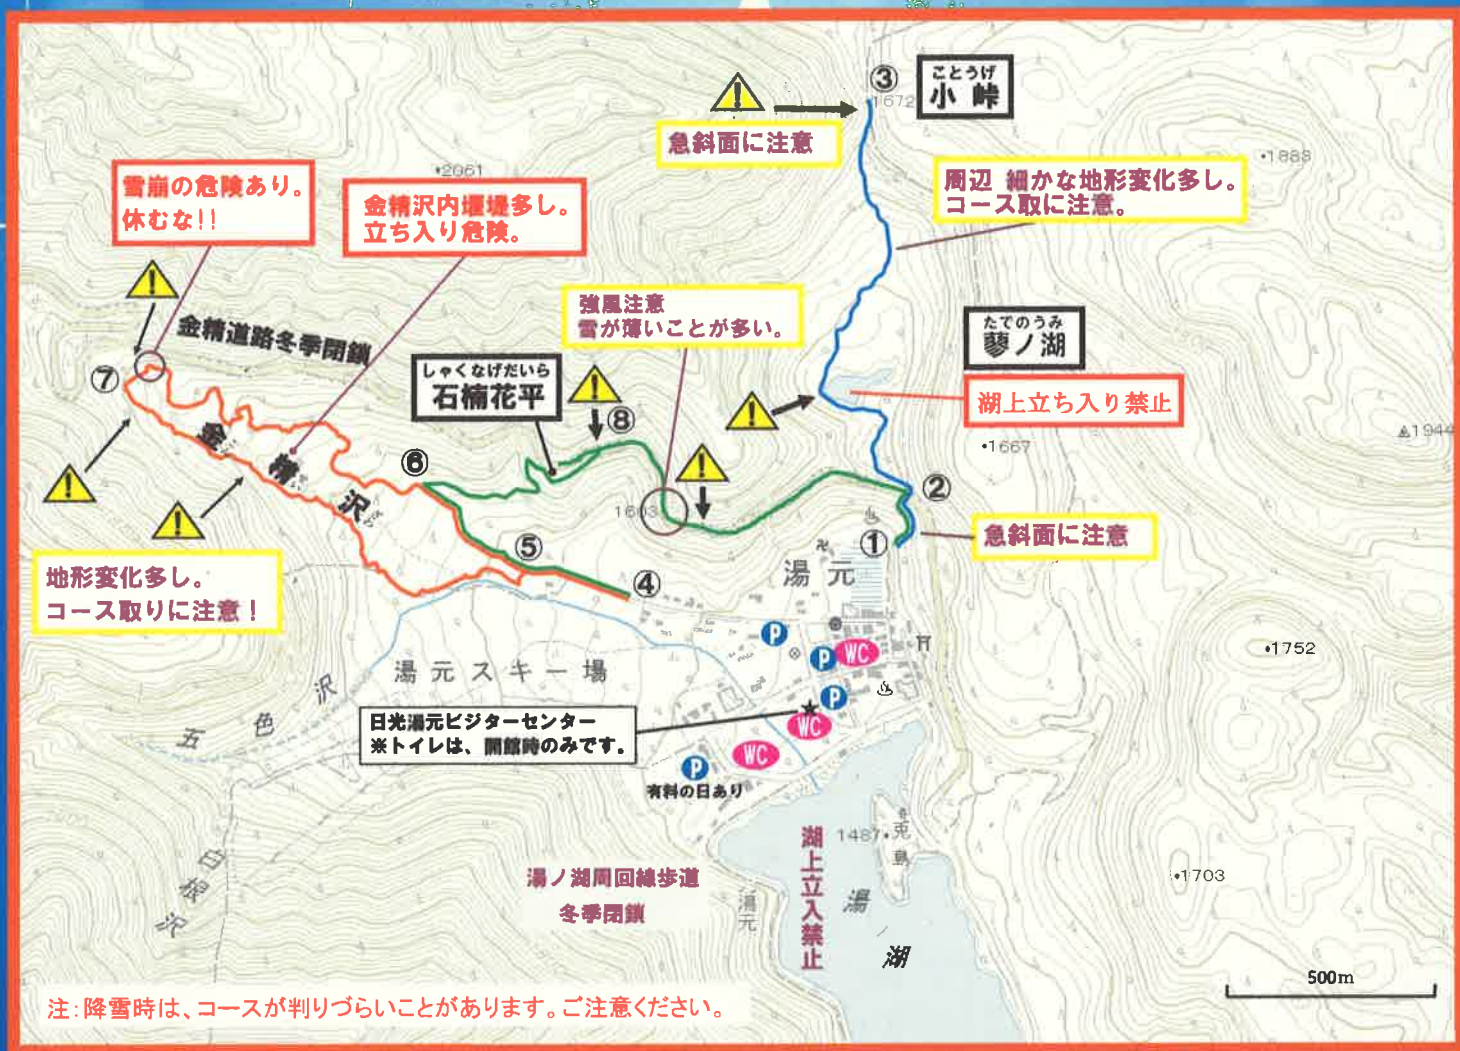 ③
ことうげ
小峠
1672
急斜面に注意
・1883
周辺 細かな地形変化多し。
コース取に注意。
雪崩の危険あり。
休むな!!
・2061
金精沢内堰堤多し。
立ち入り危険。
強風注意
雪が薄いことが多い。
金精道路冬季閉鎖
たでのうみ
蓼ノ湖
湖上立ち入り禁止
⑦
しゃくなげだいら
石楠花平
⑧
1944
・1667
金精沢
⑥
②
1603
①
急斜面に注意
⑤
④
湯元
地形変化多し。
コース取りに注意!
P
P
WC
・1752
湯元スキー場
五色沢
P
日光湯元ビジターセンター
※トイレは、開館時のみです。
WC
WC
P
有料の日あり
1487
兎島
白根沢
湯ノ湖周回線歩道
冬季閉鎖
湖上立入禁止
湯元
湯ノ湖
・1703
500m
注:降雪時は、コースが判りづらいことがあります。ご注意ください。